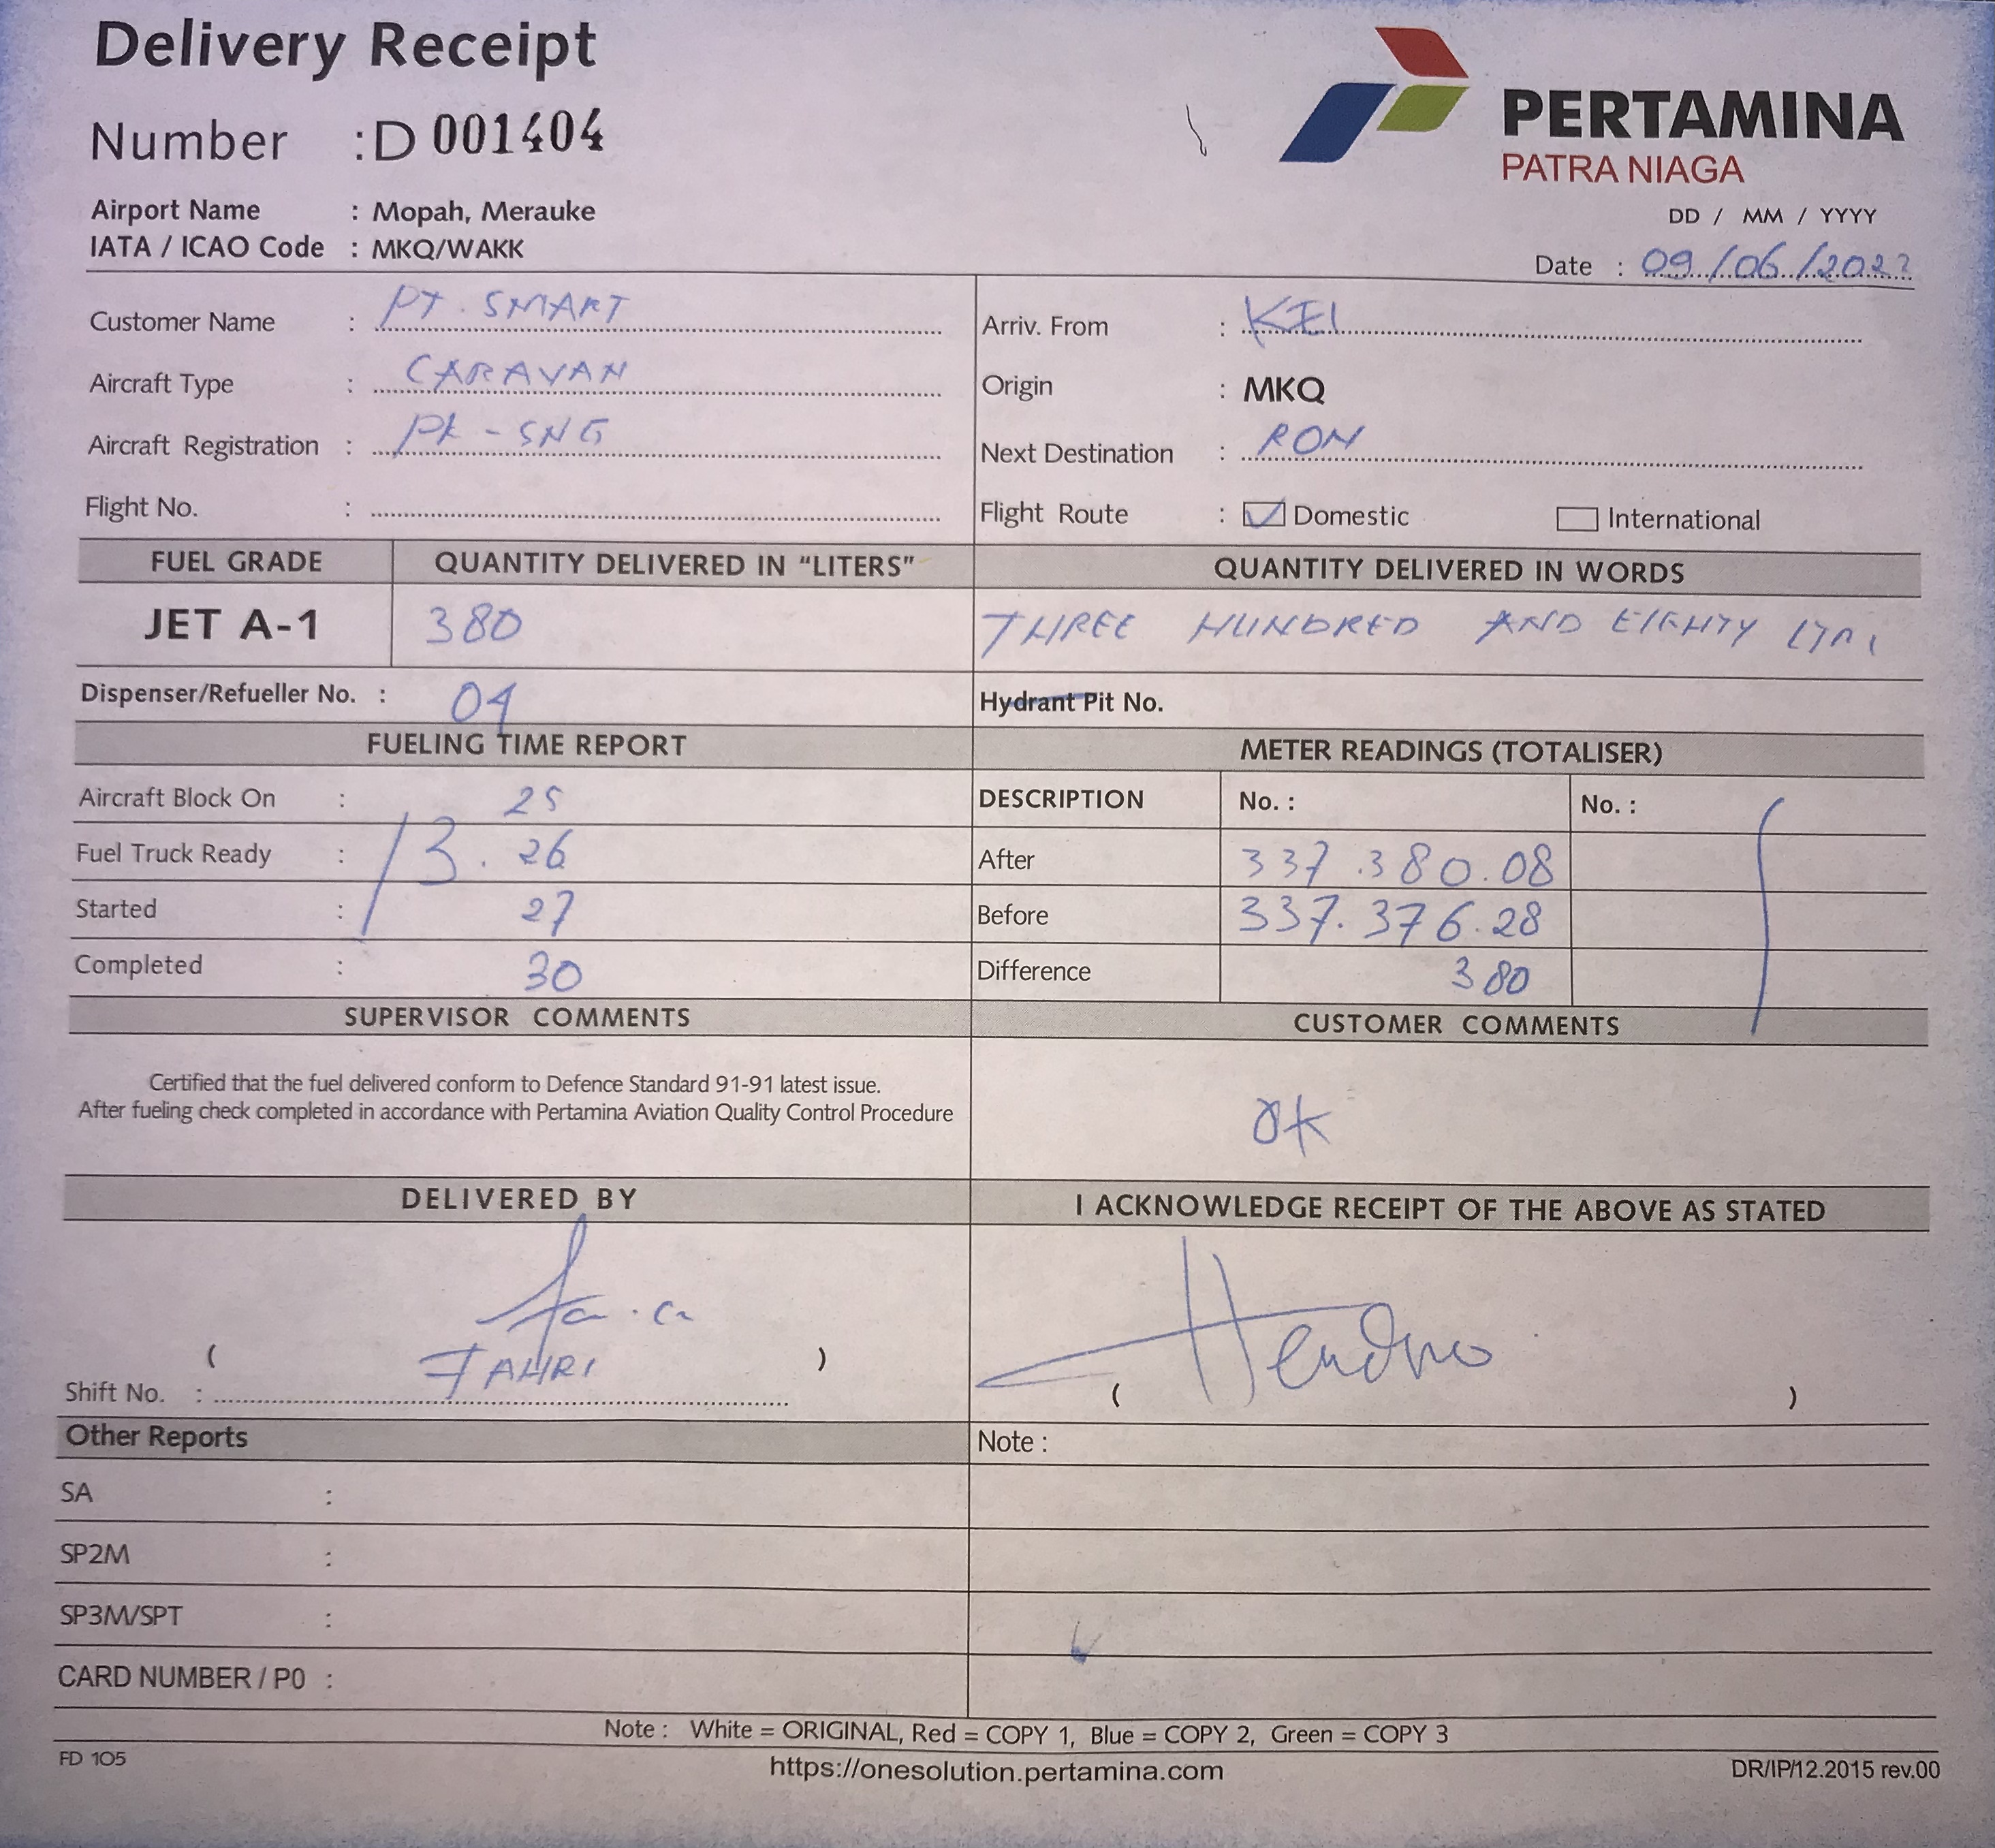 Delivery Receipt
Number : D 001404
PERTAMINA
PATRA NIAGA
Airport Name : Mopah, Merauke
IATA / ICAO Code : MKQ/WAKK
DD / MM / YYYY
Date : 09/06/2022
Customer Name : PT. SMART
Arriv. From : KEI
Aircraft Type : CARAVAN
Origin : MKQ
Aircraft Registration : PK-SNG
Next Destination : RON
Flight No. :
Flight Route : Domestic International
FUEL GRADE QUANTITY DELIVERED IN "LITERS" QUANTITY DELIVERED IN WORDS
JET A-1 380 THREE HUNDRED AND EIGHTY
Dispenser/Refueller No. : 04
Hydrant Pit No.
FUELING TIME REPORT METER READINGS (TOTALISER)
Aircraft Block On : 25
DESCRIPTION No. : No. :
Fuel Truck Ready : 13.26
After 337.380.08
Started : 27
Before 337.376.28
Completed : 30
Difference 380
SUPERVISOR COMMENTS CUSTOMER COMMENTS
Certified that the fuel delivered conform to Defence Standard 91-91 latest issue.
After fueling check completed in accordance with Pertamina Aviation Quality Control Procedure
OK
DELIVERED BY I ACKNOWLEDGE RECEIPT OF THE ABOVE AS STATED
( FAHRI )
( Hendro )
Shift No. :
Other Reports Note :
SA :
SP2M :
SP3M/SPT :
CARD NUMBER / P0 :
Note : White = ORIGINAL, Red = COPY 1, Blue = COPY 2, Green = COPY 3
FD 105 https://onesolution.pertamina.com DR/IP/12.2015 rev.00